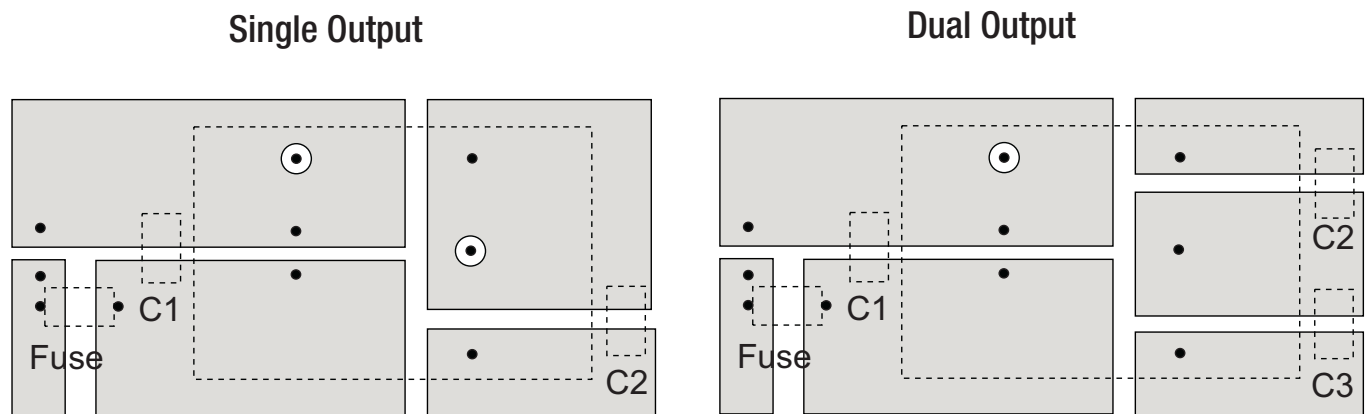 Single Output
C1
Fuse
C2
Dual Output
C2
C1
Fuse
C3